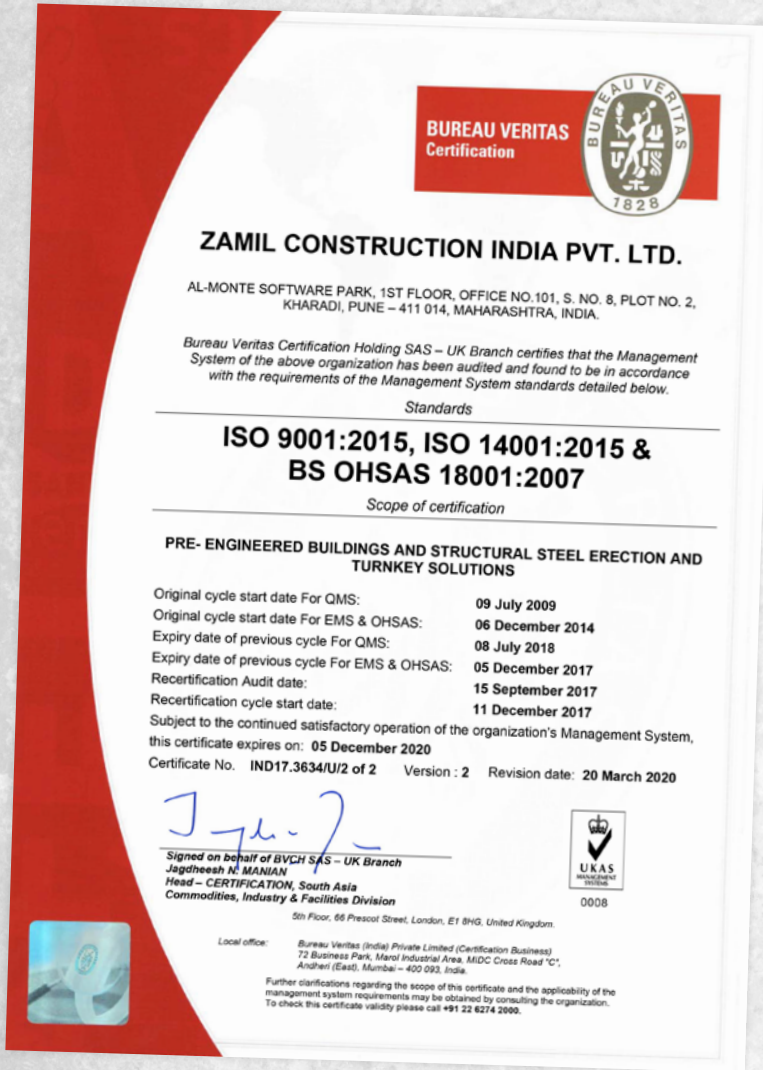 BUREAU VERITAS
Certification
BUREAU VERITAS
1828
ZAMIL CONSTRUCTION INDIA PVT. LTD.
AL-MONTE SOFTWARE PARK, 1ST FLOOR, OFFICE NO.101, S. NO. 8, PLOT NO. 2,
KHARADI, PUNE – 411 014, MAHARASHTRA, INDIA.
Bureau Veritas Certification Holding SAS – UK Branch certifies that the Management
System of the above organization has been audited and found to be in accordance
with the requirements of the Management System standards detailed below.
Standards
ISO 9001:2015, ISO 14001:2015 &
BS OHSAS 18001:2007
Scope of certification
PRE- ENGINEERED BUILDINGS AND STRUCTURAL STEEL ERECTION AND
TURNKEY SOLUTIONS
Original cycle start date For QMS: 09 July 2009
Original cycle start date For EMS & OHSAS: 06 December 2014
Expiry date of previous cycle For QMS: 08 July 2018
Expiry date of previous cycle For EMS & OHSAS: 05 December 2017
Recertification Audit date: 15 September 2017
Recertification cycle start date: 11 December 2017
Subject to the continued satisfactory operation of the organization's Management System,
this certificate expires on: 05 December 2020
Certificate No. IND17.3634/U/2 of 2 Version : 2 Revision date: 20 March 2020
Signed on behalf of BVCH SAS – UK Branch
Jagdheesh N. MANIAN
Head – CERTIFICATION, South Asia
Commodities, Industry & Facilities Division
UKAS
MANAGEMENT
SYSTEMS
0008
5th Floor, 66 Prescot Street, London, E1 8HG, United Kingdom.
Local office: Bureau Veritas (India) Private Limited (Certification Business)
72 Business Park, Marol Industrial Area, MIDC Cross Road "C",
Andheri (East), Mumbai – 400 093, India.
Further clarifications regarding the scope of this certificate and the applicability of the
management system requirements may be obtained by consulting the organization.
To check this certificate validity please call +91 22 6274 2000.